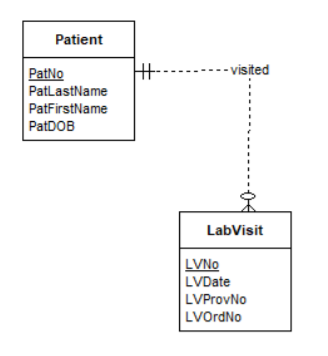 Patient
PatNo
PatLastName
PatFirstName
PatDOB
visited
LabVisit
LVNo
LVDate
LVProvNo
LVOrdNo